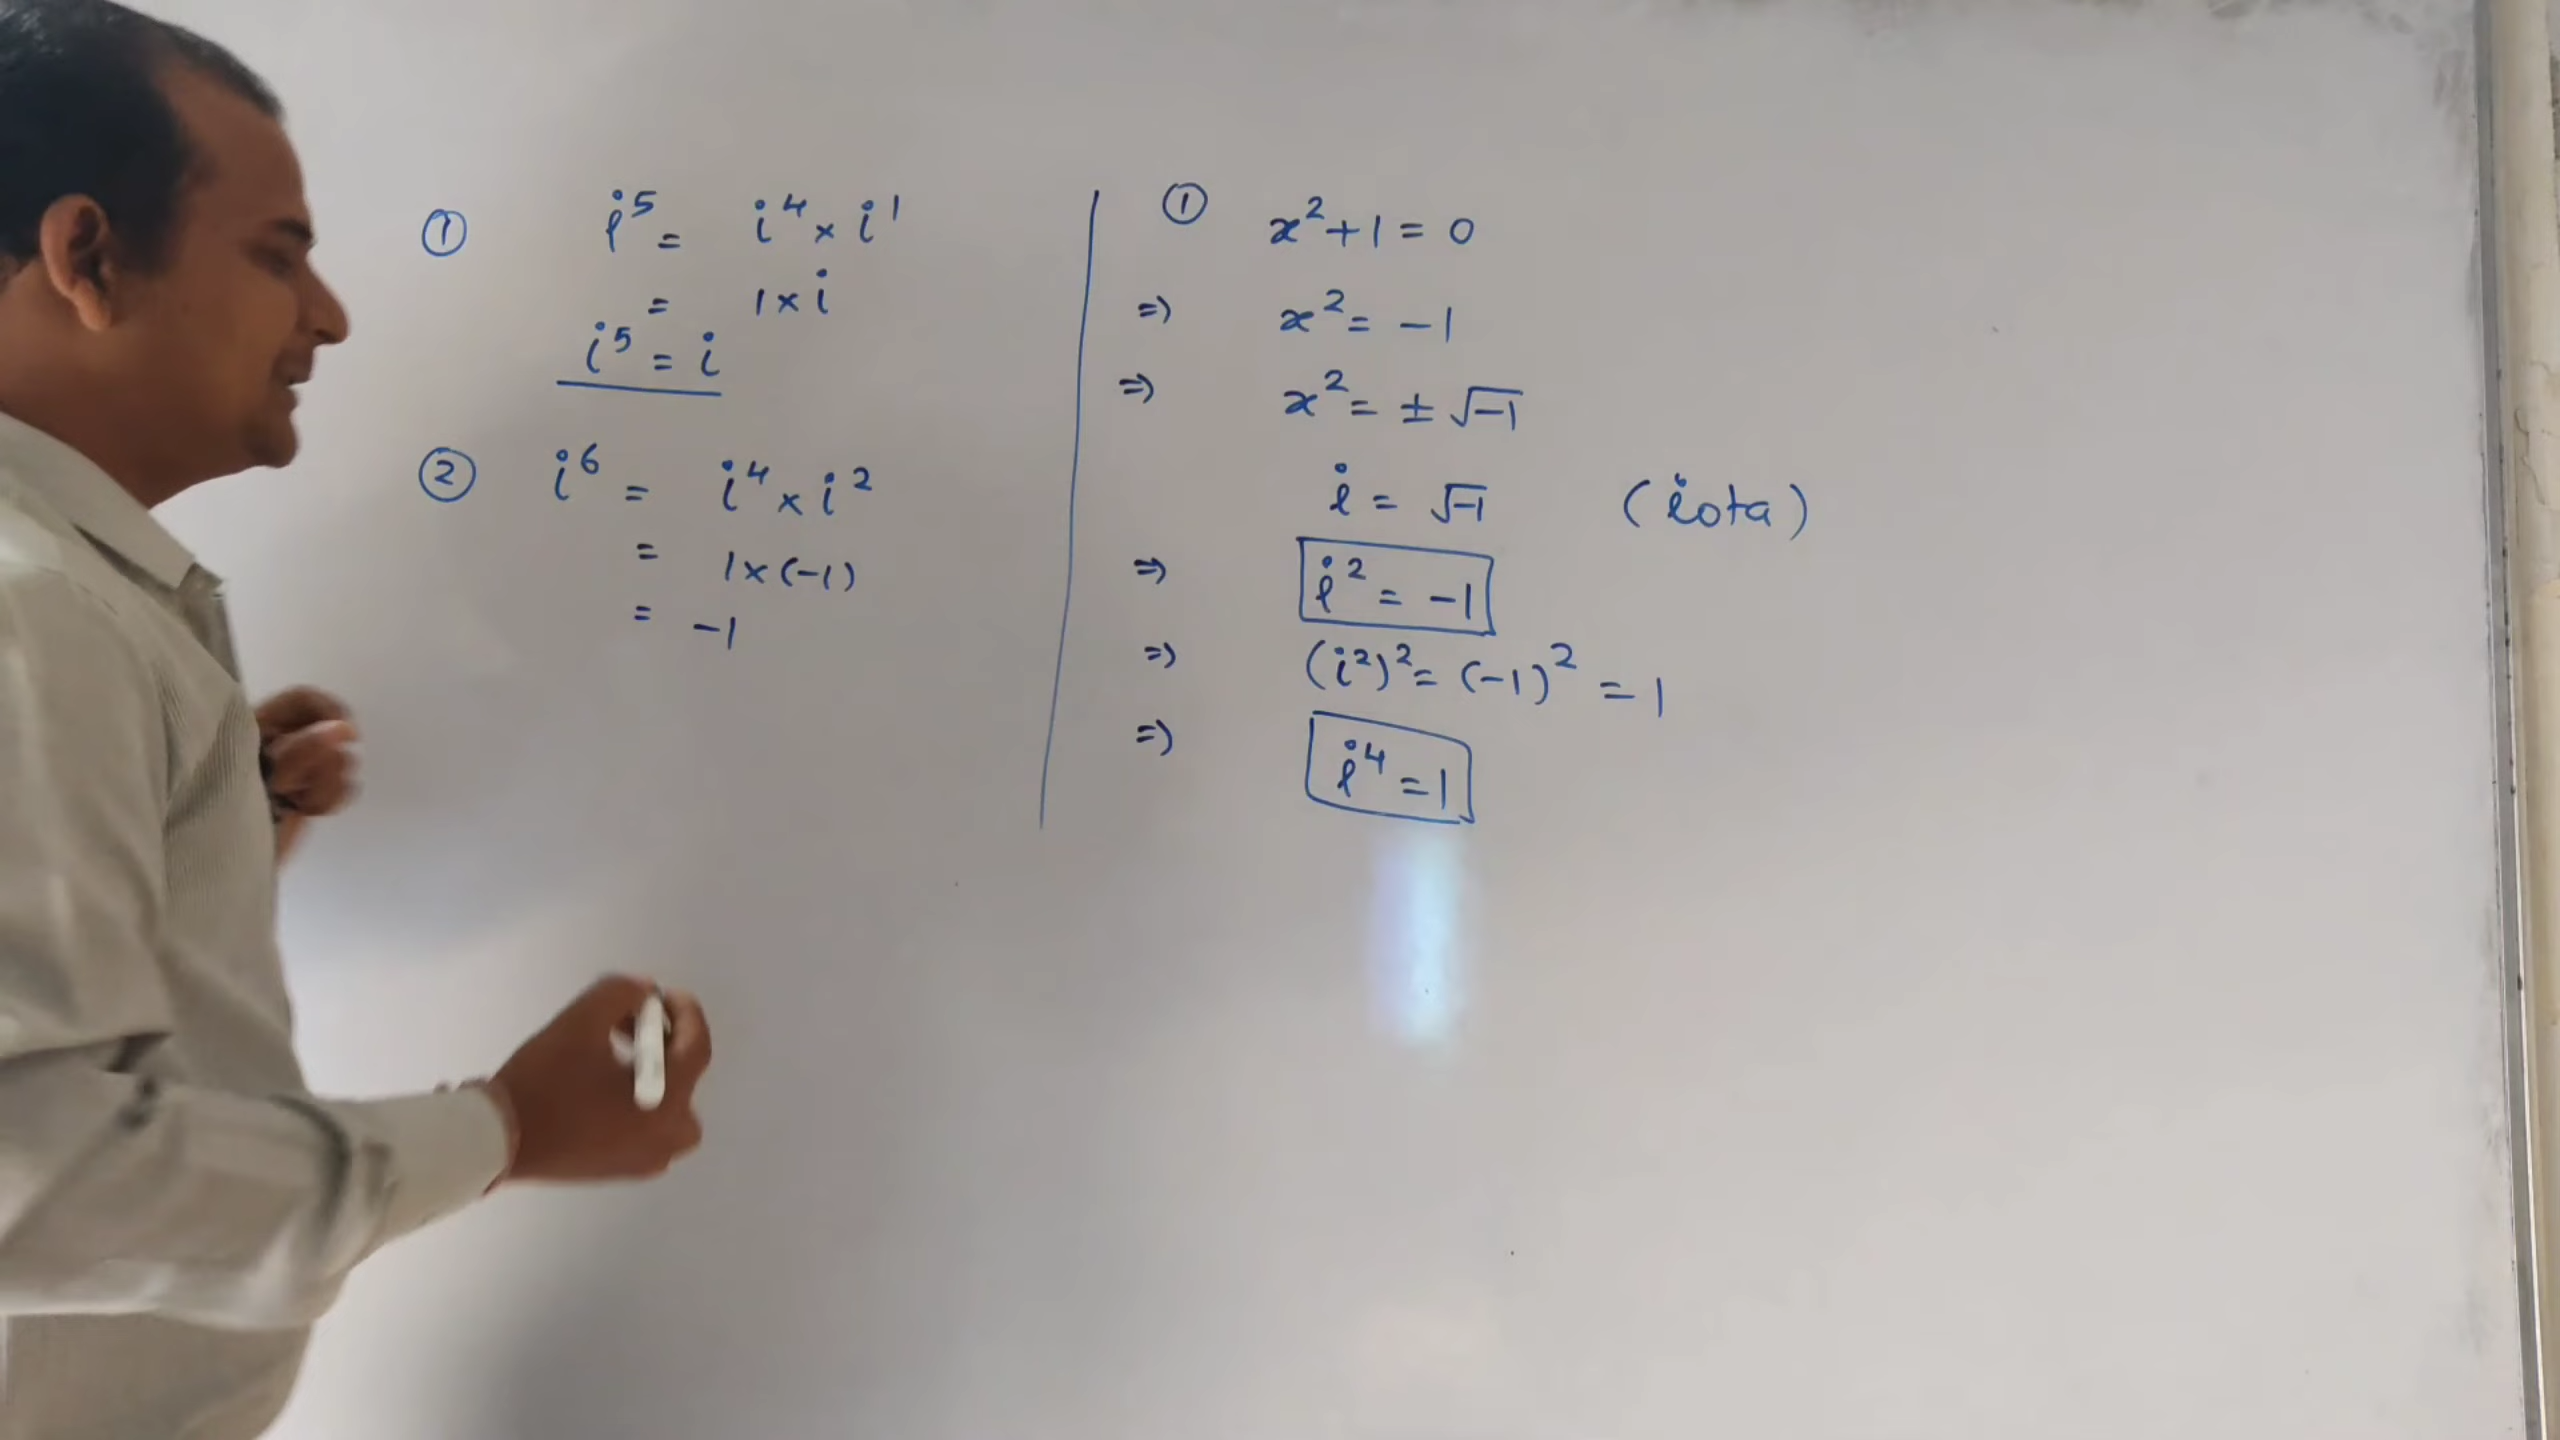 ① i⁵ = i⁴ × i¹
= 1 × i
i⁵ = i
② i⁶ = i⁴ × i²
= 1 × (-1)
= -1
① x² + 1 = 0
⇒ x² = -1
⇒ x² = ± √-1
i = √-1 (iota)
⇒ i² = -1
⇒ (i²)² = (-1)² = 1
⇒ i⁴ = 1